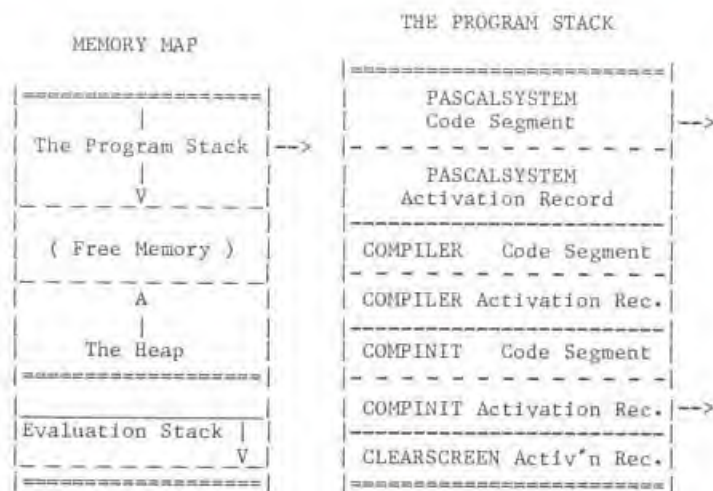 MEMORY MAP
The Program Stack
V
( Free Memory )
A
The Heap
Evaluation Stack
V
THE PROGRAM STACK
PASCALSYSTEM
Code Segment
PASCALSYSTEM
Activation Record
COMPILER Code Segment
COMPILER Activation Rec.
COMPINIT Code Segment
COMPINIT Activation Rec.
CLEARSCREEN Activ'n Rec.